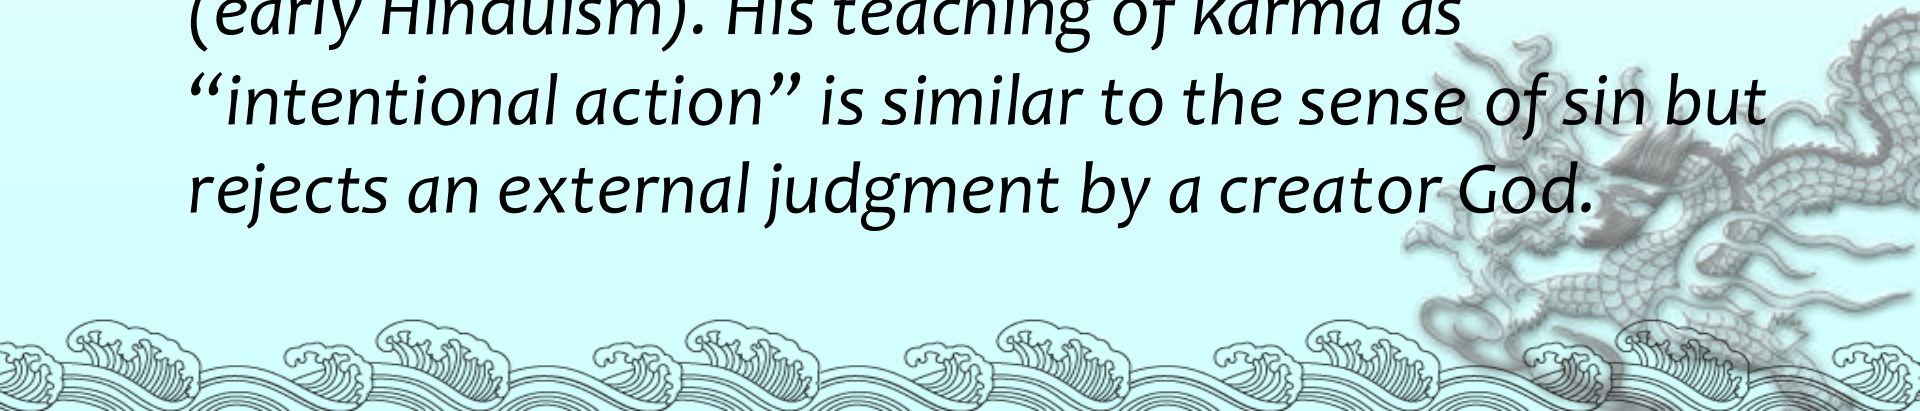 (early Hinduism). His teaching of karma as
“intentional action” is similar to the sense of sin but
rejects an external judgment by a creator God.